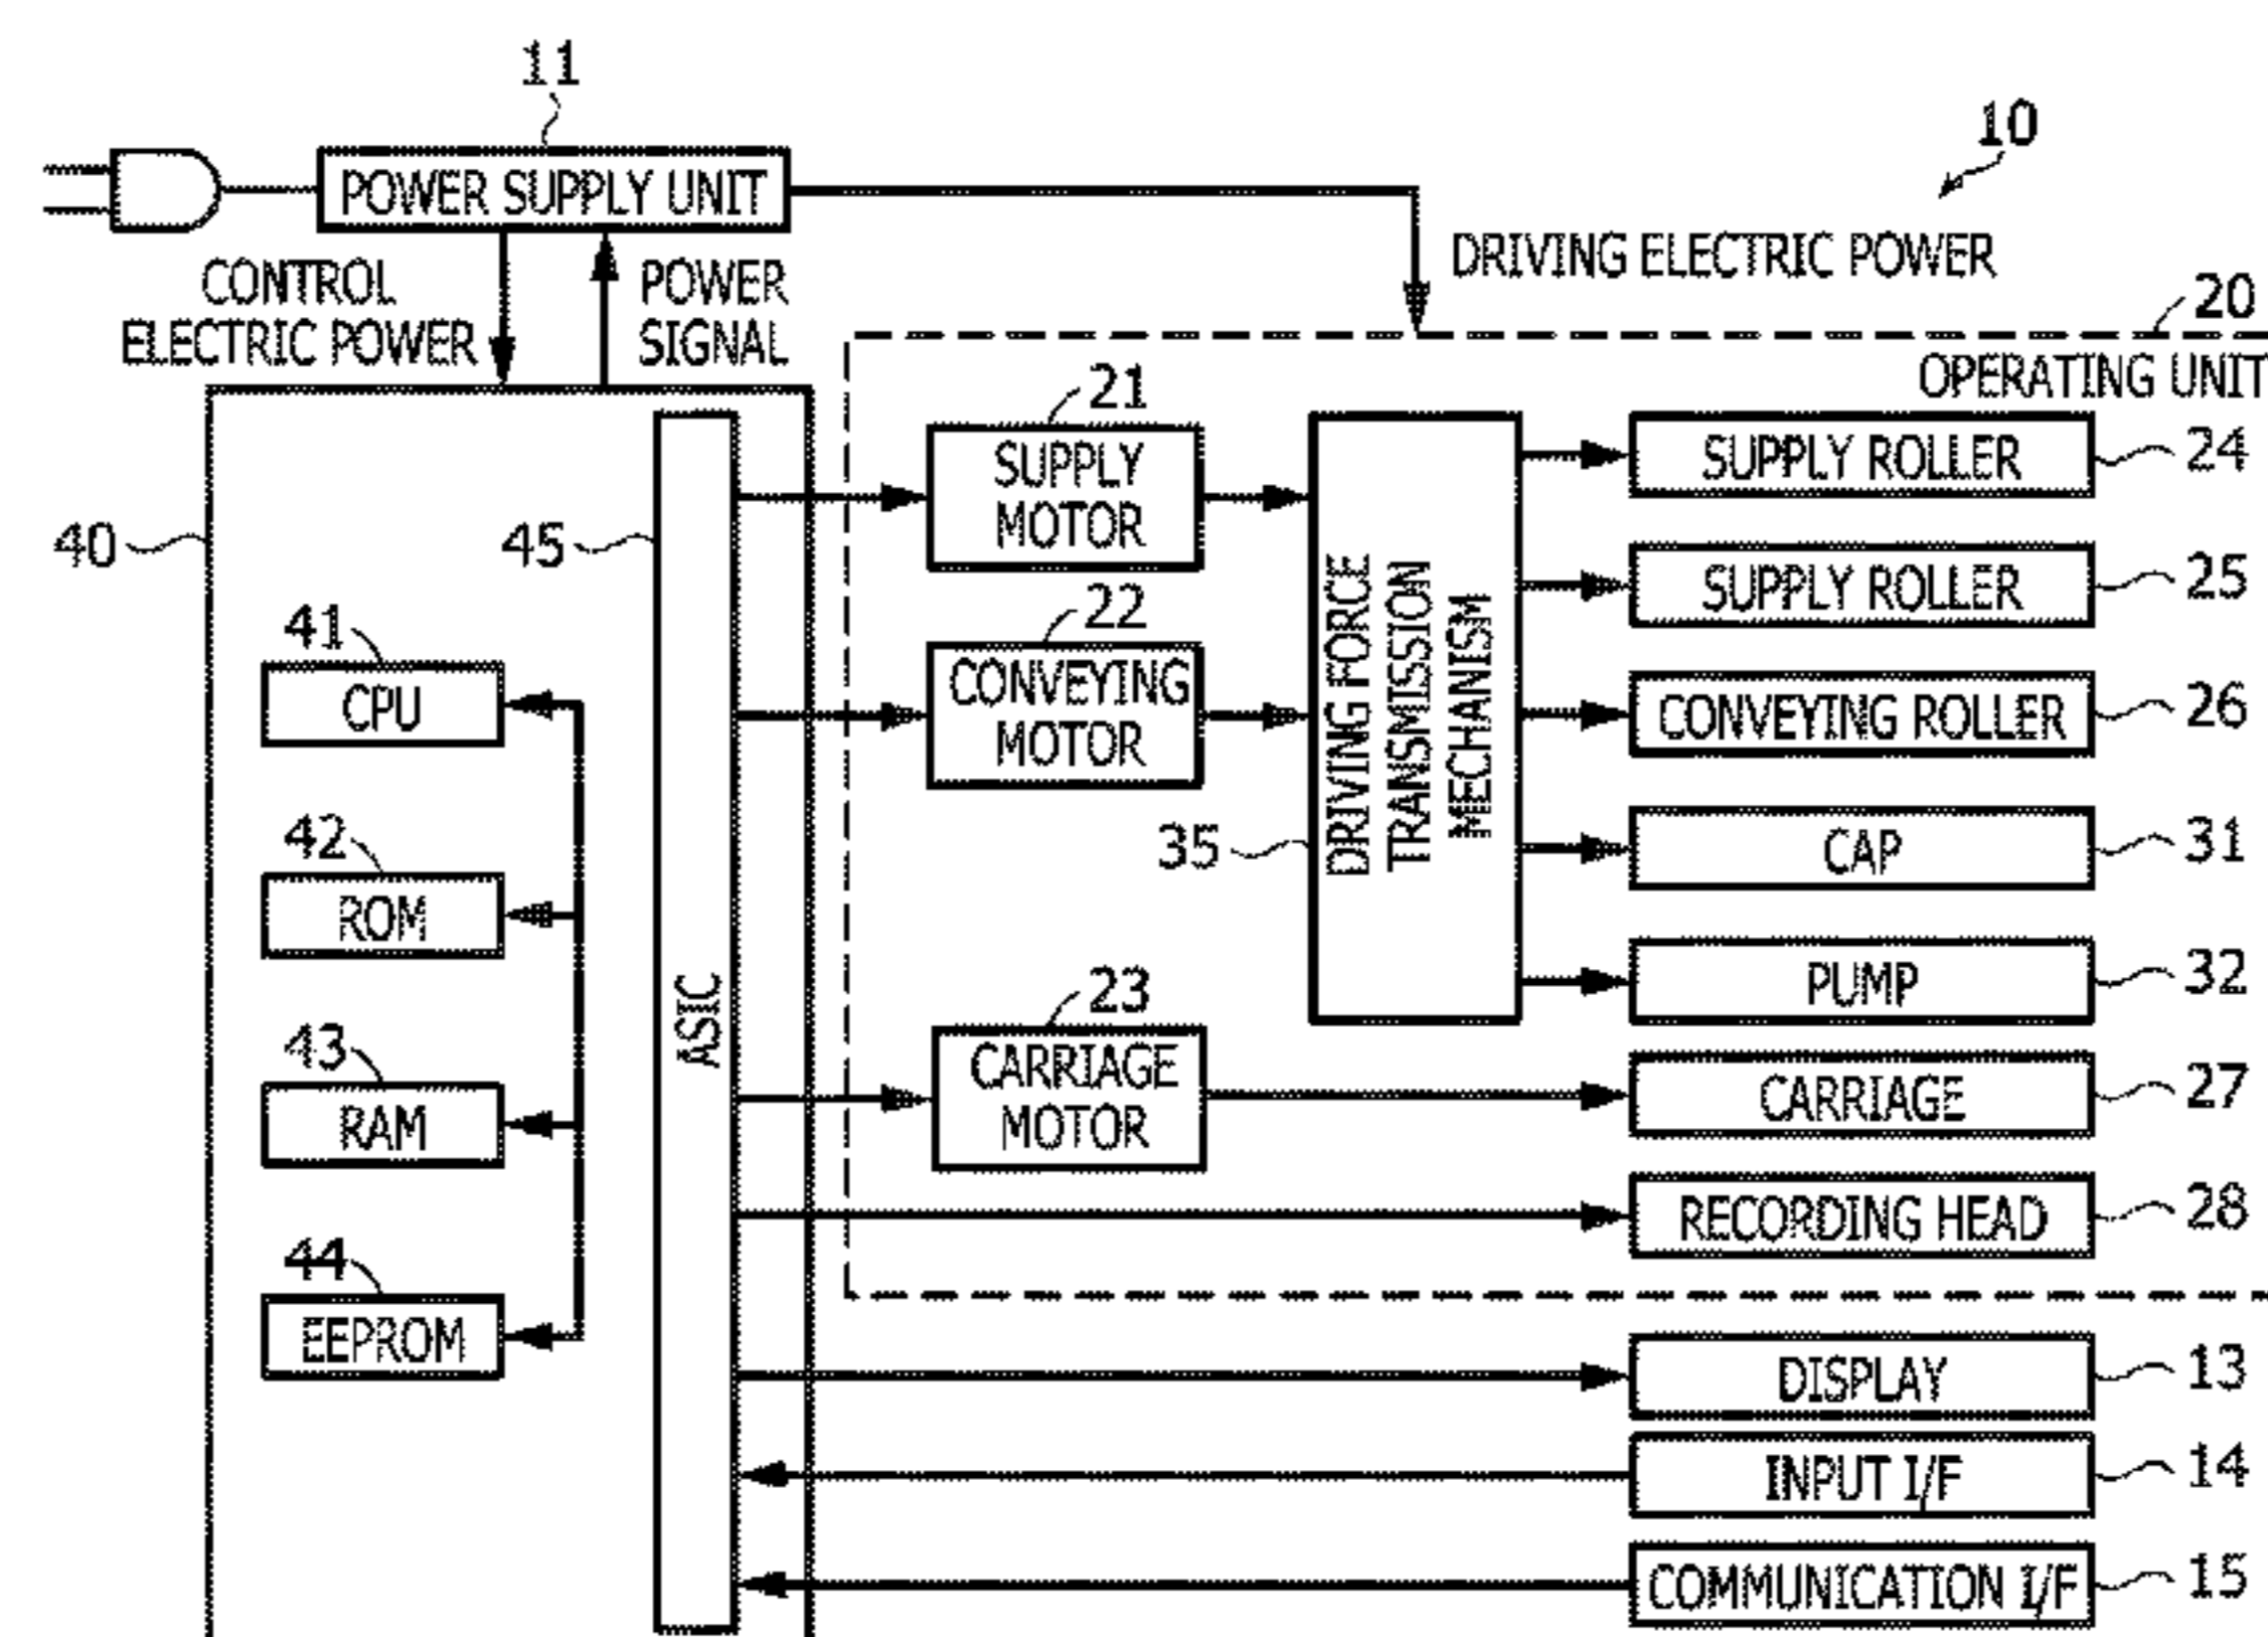 11
10
POWER SUPPLY UNIT
CONTROL
ELECTRIC POWER
POWER
SIGNAL
DRIVING ELECTRIC POWER
20
OPERATING UNIT
40
45
41
CPU
42
ROM
43
RAM
44
EEPROM
ASIC
21
SUPPLY
MOTOR
22
CONVEYING
MOTOR
23
CARRIAGE
MOTOR
35
DRIVING FORCE
TRANSMISSION
MECHANISM
SUPPLY ROLLER
24
SUPPLY ROLLER
25
CONVEYING ROLLER
26
CAP
31
PUMP
32
CARRIAGE
27
RECORDING HEAD
28
DISPLAY
13
INPUT I/F
14
COMMUNICATION I/F
15